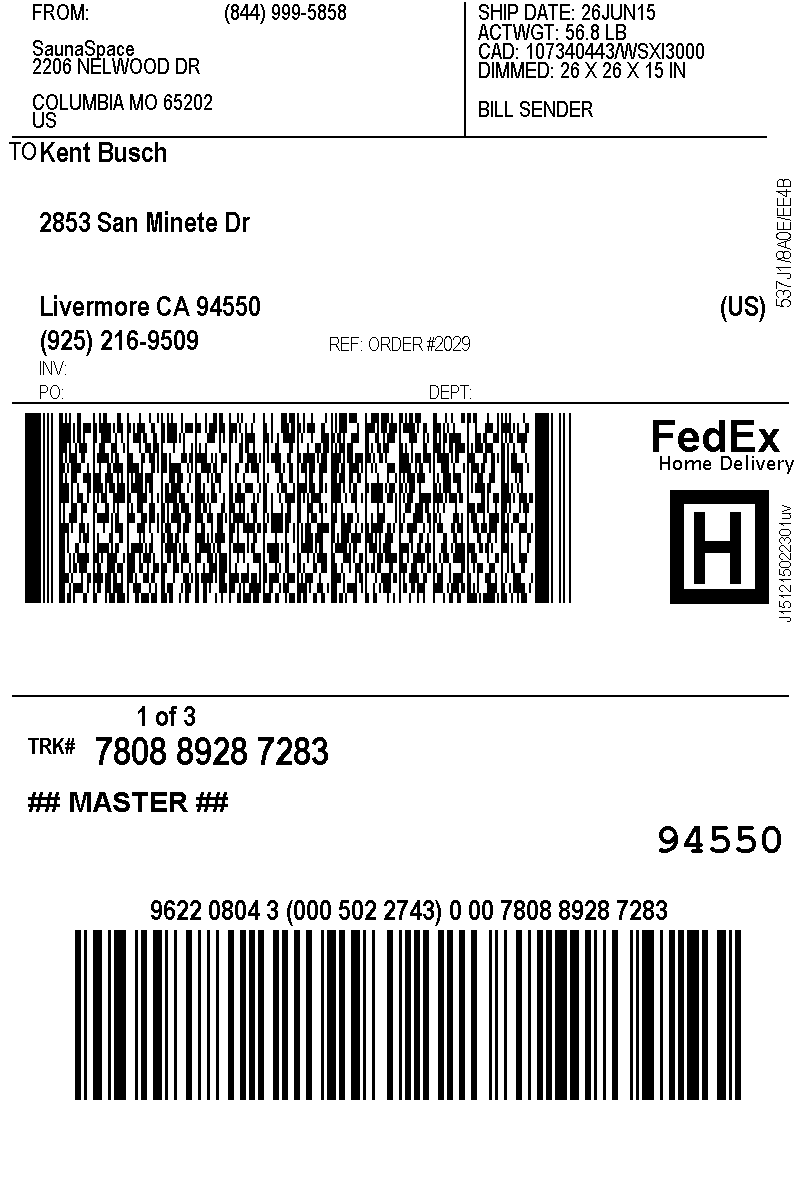 FROM: (844) 999-5858
SaunaSpace
2206 NELWOOD DR
COLUMBIA MO 65202
US
SHIP DATE: 26JUN15
ACTWGT: 56.8 LB
CAD: 107340443/WSXI3000
DIMMED: 26 X 26 X 15 IN
BILL SENDER
TO Kent Busch
2853 San Minete Dr
Livermore CA 94550 (US)
(925) 216-9509 REF: ORDER #2029
INV:
PO: DEPT:
537J1/8A0E/EE4B
FedEx
Home Delivery
H
J151215022301uv
1 of 3
TRK# 7808 8928 7283
## MASTER ##
94550
9622 0804 3 (000 502 2743) 0 00 7808 8928 7283